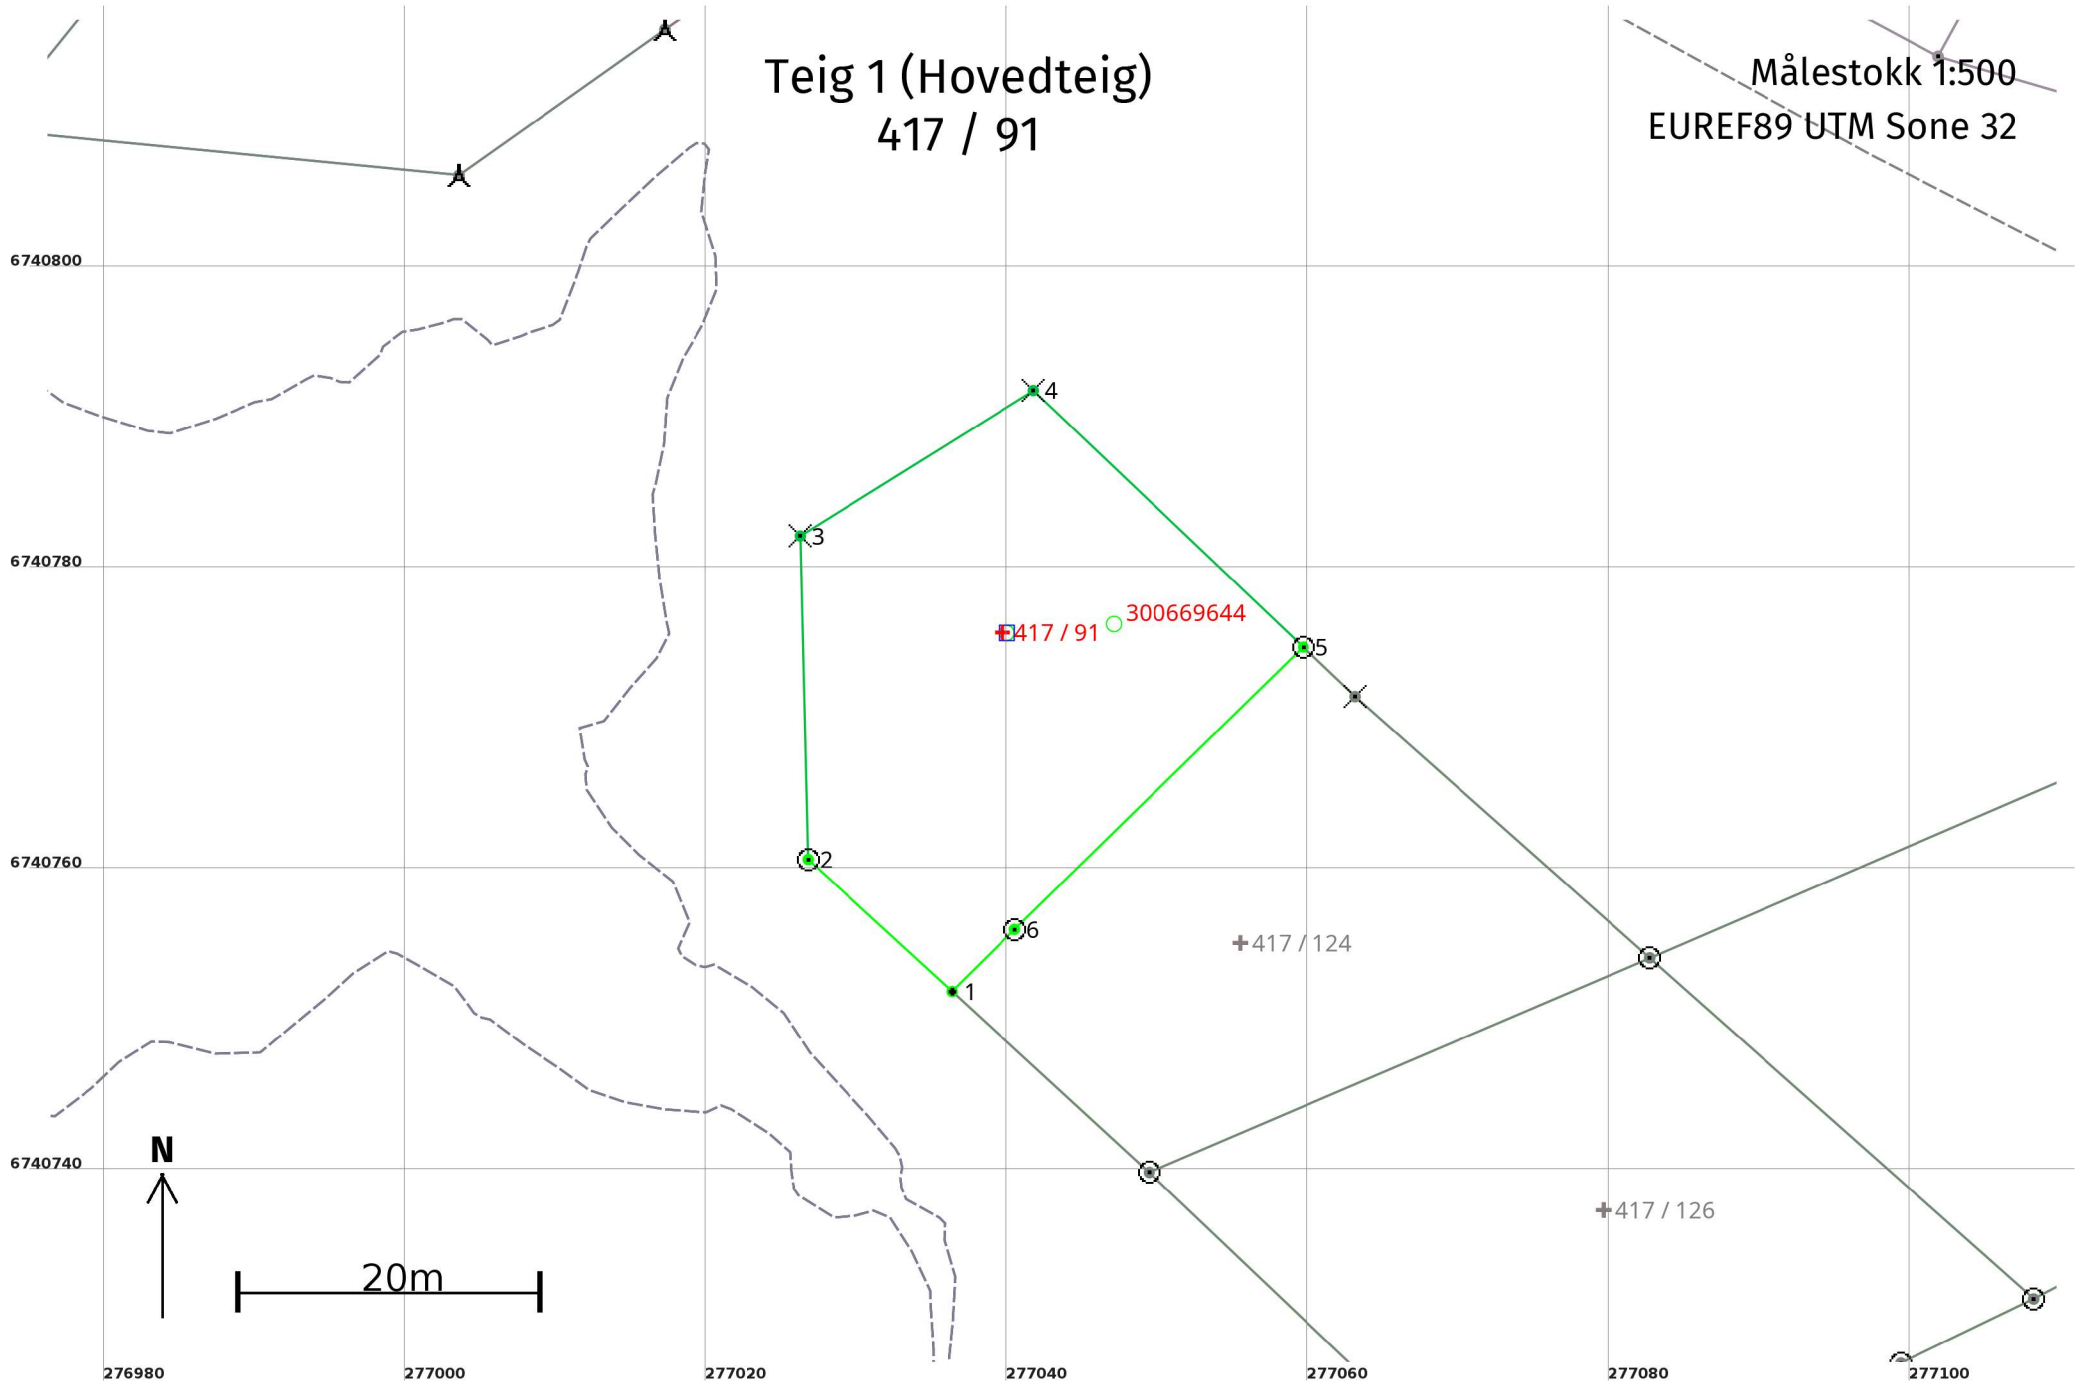 Teig 1 (Hovedteig)
417 / 91
Målestokk 1:500
EUREF89 UTM Sone 32
6740800
4
3
6740780
300669644
417 / 91
5
2
6740760
6
417 / 124
1
N
6740740
417 / 126
20m
276980
277000
277020
277040
277060
277080
277100